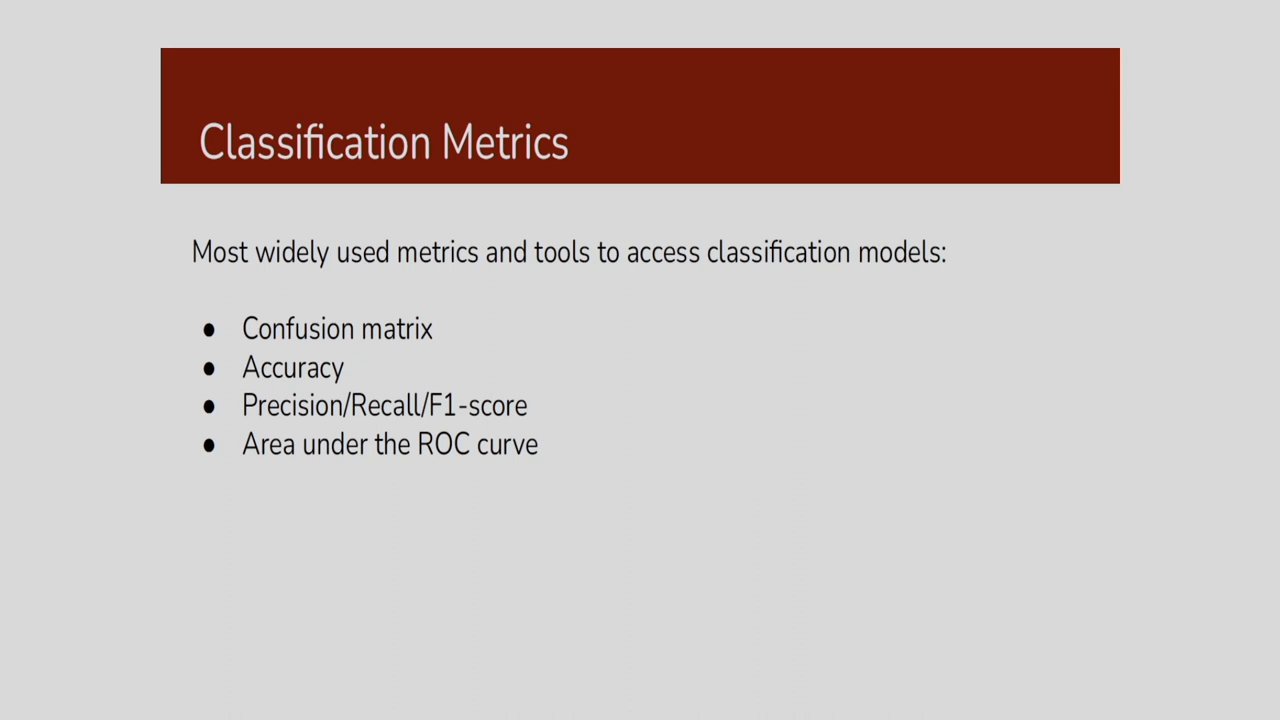 Classification Metrics
Most widely used metrics and tools to access classification models:
● Confusion matrix
● Accuracy
● Precision/Recall/F1-score
● Area under the ROC curve